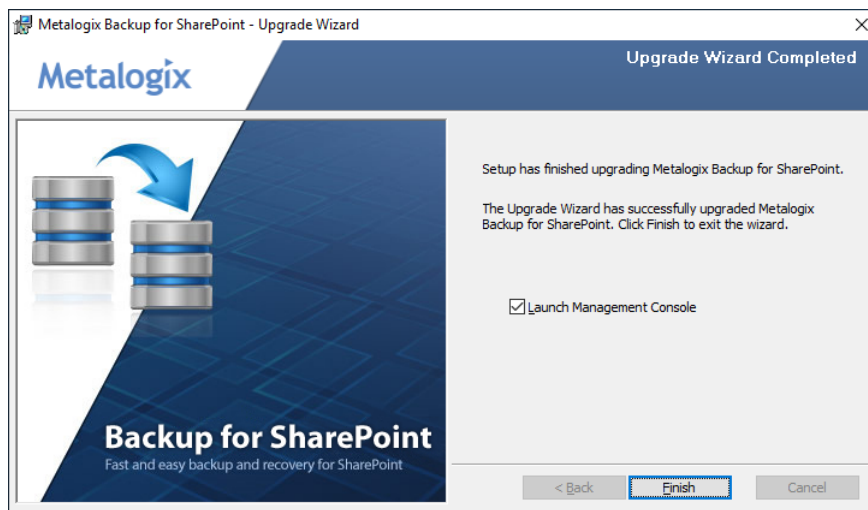 Metalogix Backup for SharePoint - Upgrade Wizard
Metalogix
Upgrade Wizard Completed
Setup has finished upgrading Metalogix Backup for SharePoint.
The Upgrade Wizard has successfully upgraded Metalogix
Backup for SharePoint. Click Finish to exit the wizard.
Launch Management Console
Backup for SharePoint
Fast and easy backup and recovery for SharePoint
< Back
Finish
Cancel